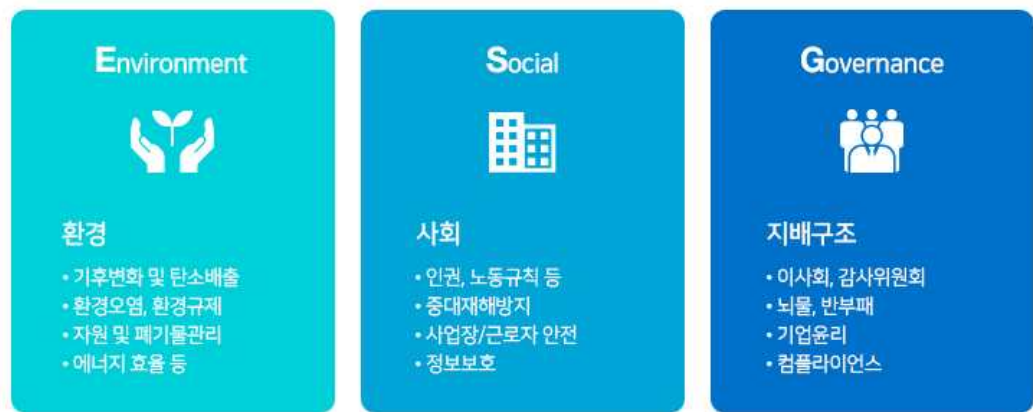 Environment
환경
• 기후변화 및 탄소배출
• 환경오염, 환경규제
• 자원 및 폐기물관리
• 에너지 효율 등
Social
사회
• 인권, 노동규칙 등
• 중대재해방지
• 사업장/근로자 안전
• 정보보호
Governance
지배구조
• 이사회, 감사위원회
• 뇌물, 반부패
• 기업윤리
• 컴플라이언스